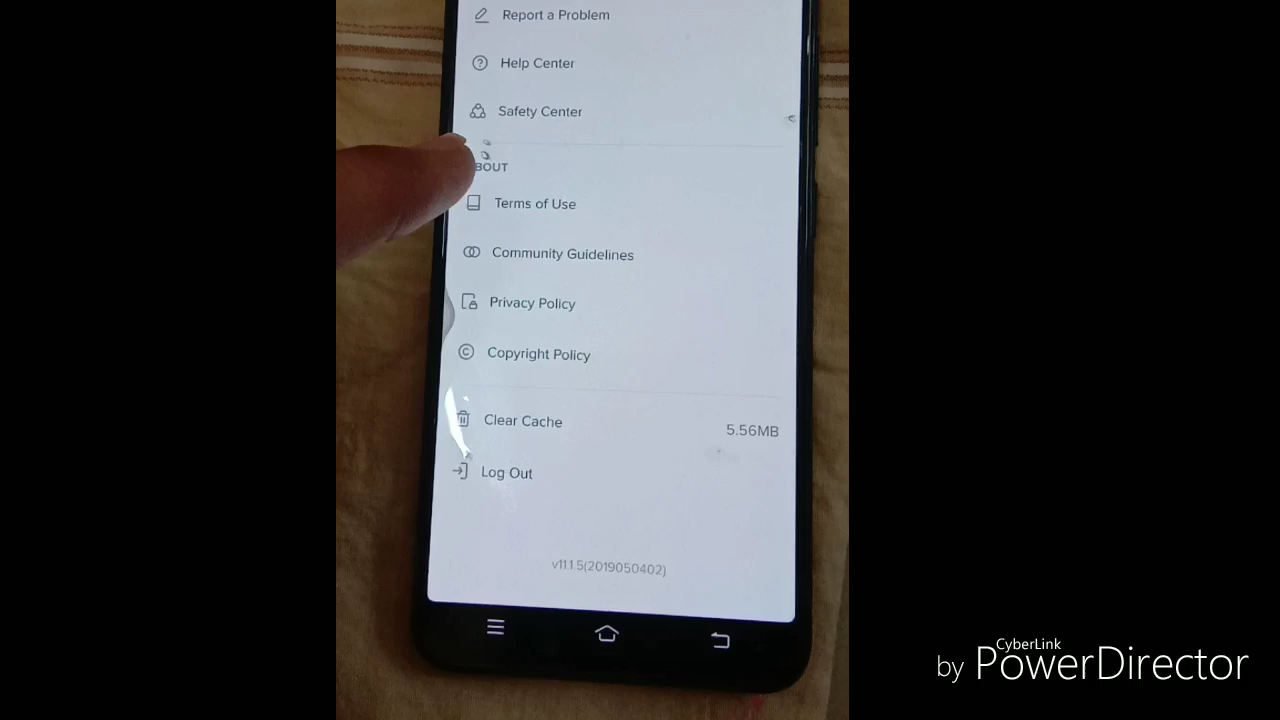 Report a Problem
Help Center
Safety Center
BOUT
Terms of Use
Community Guidelines
Privacy Policy
Copyright Policy
Clear Cache 5.56MB
Log Out
v11.1.5(2019050402)
CyberLink
by PowerDirector